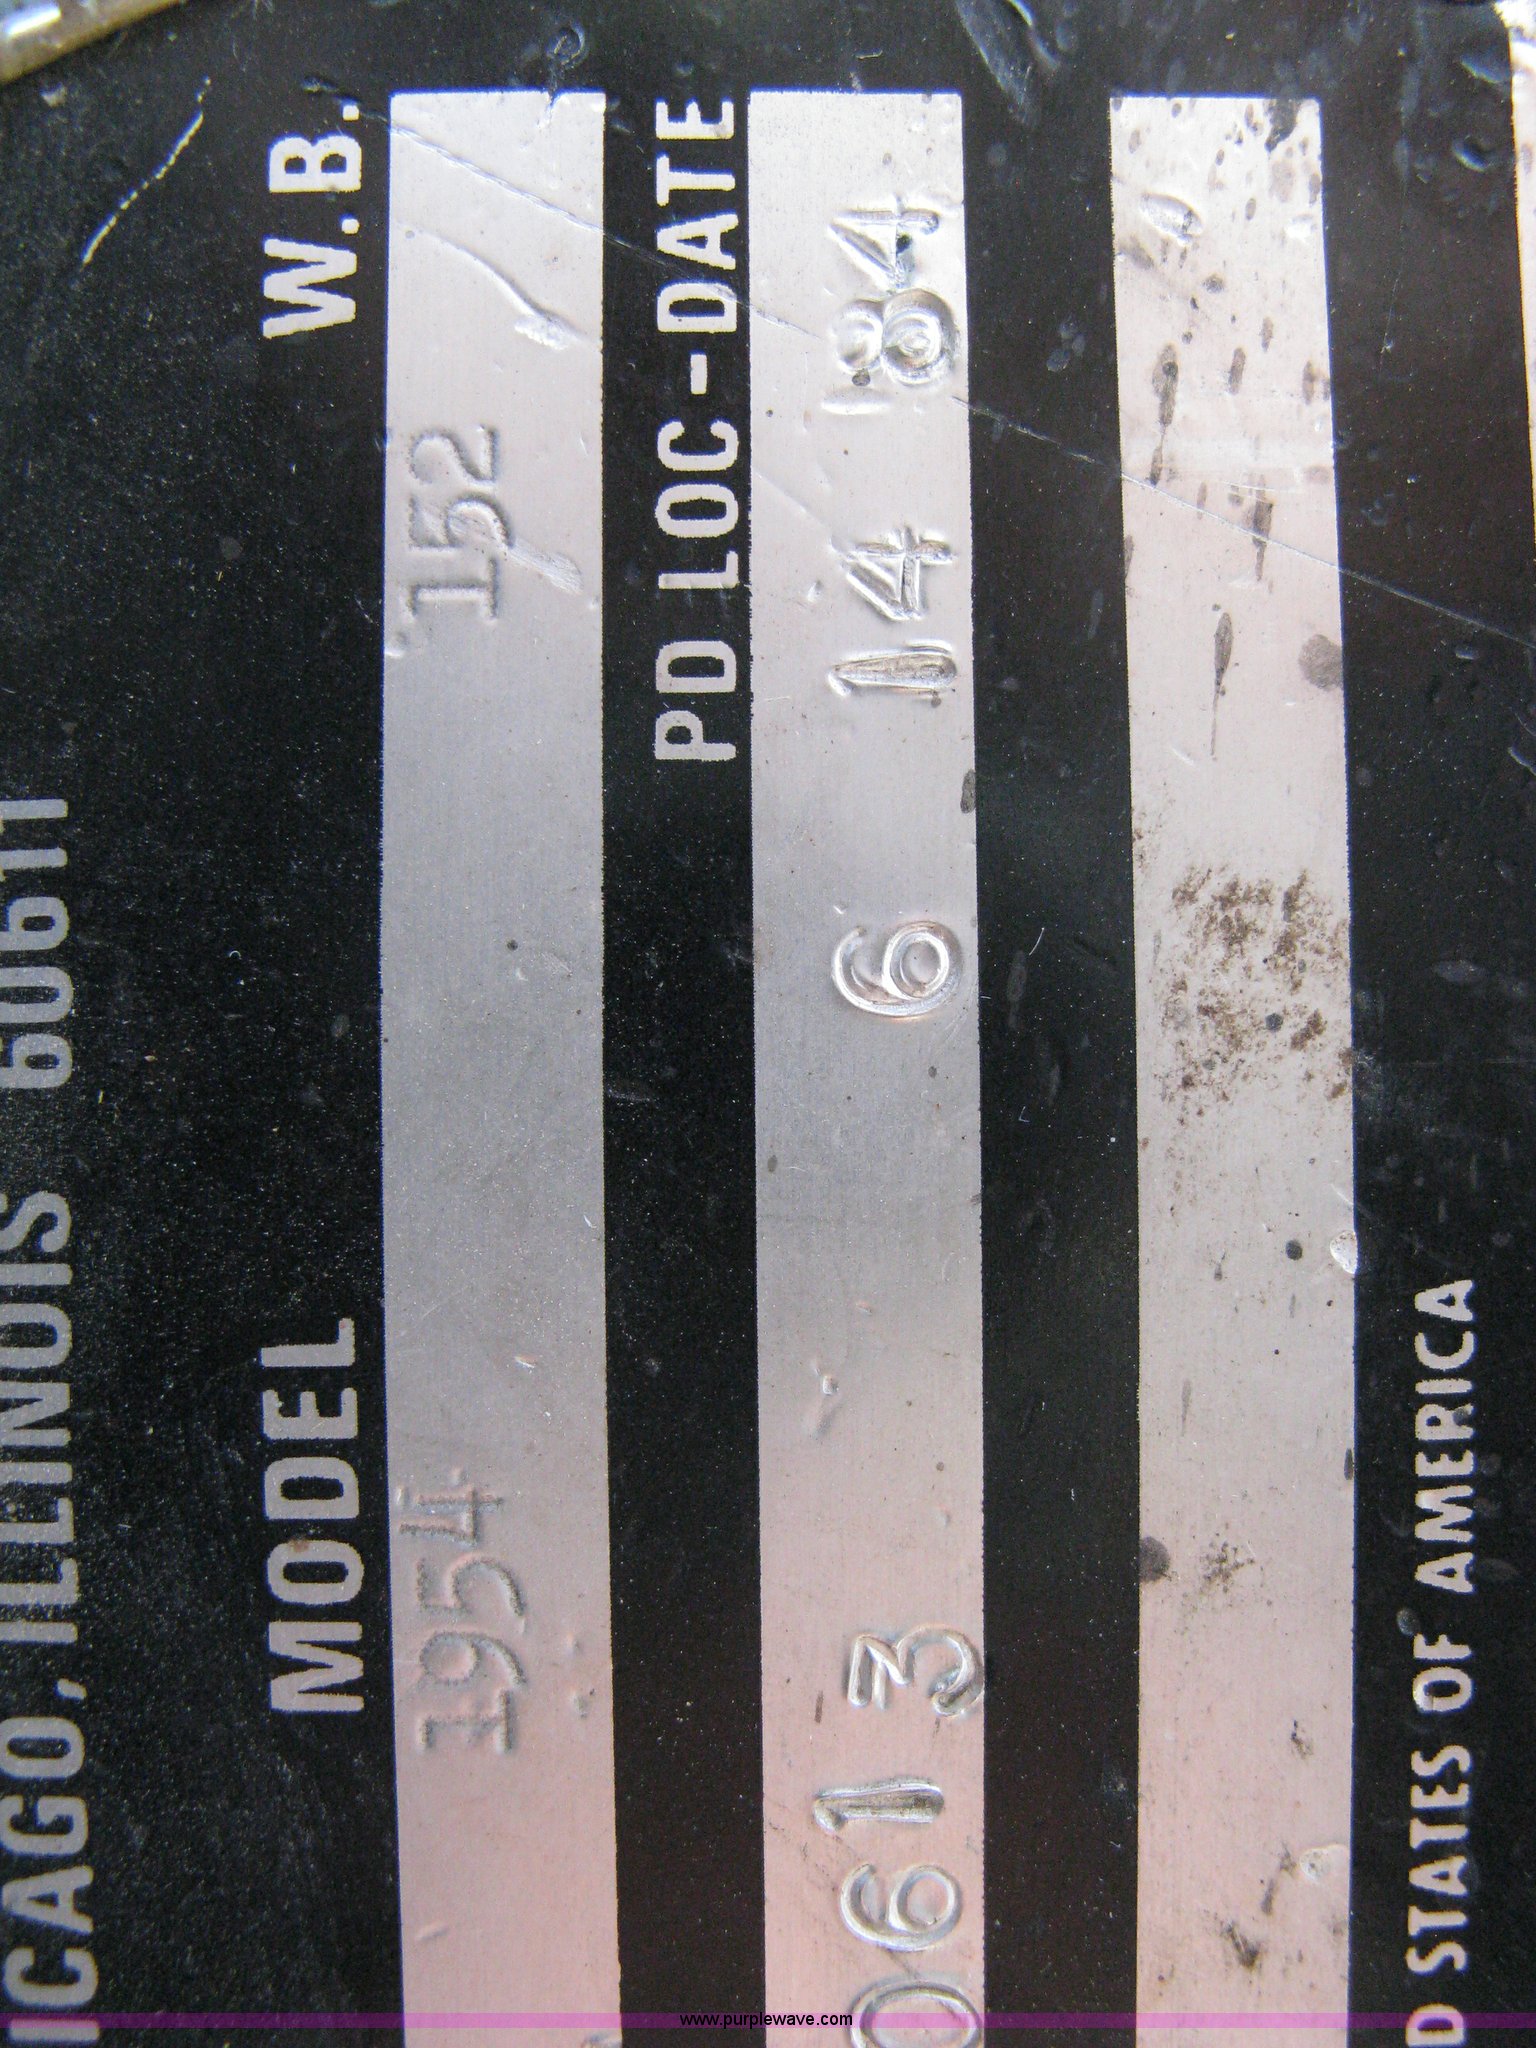 ICAGO, ILLINOIS 60611
MODEL W.B.
1954 152
PD LOC-DATE
0613 6 14 84
D STATES OF AMERICA
www.purplewave.com